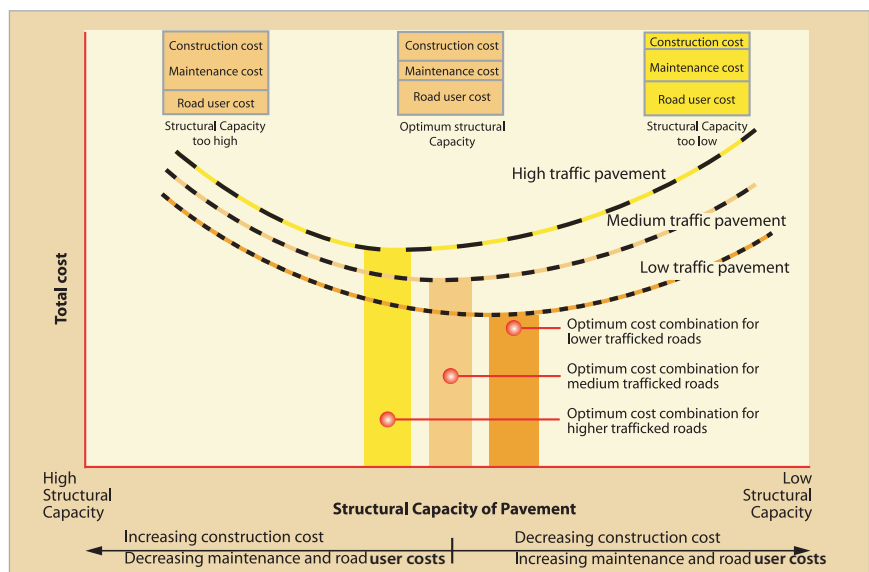 Construction cost
Maintenance cost
Road user cost
Structural Capacity
too high
Construction cost
Maintenance cost
Road user cost
Optimum structural
Capacity
Construction cost
Maintenance cost
Road user cost
Structural Capacity
too low
High traffic pavement
Medium traffic pavement
Low traffic pavement
Total cost
Optimum cost combination for
lower trafficked roads
Optimum cost combination for
medium trafficked roads
Optimum cost combination for
higher trafficked roads
High
Structural
Capacity
Structural Capacity of Pavement
Low
Structural
Capacity
Increasing construction cost
Decreasing maintenance and road user costs
Decreasing construction cost
Increasing maintenance and road user costs